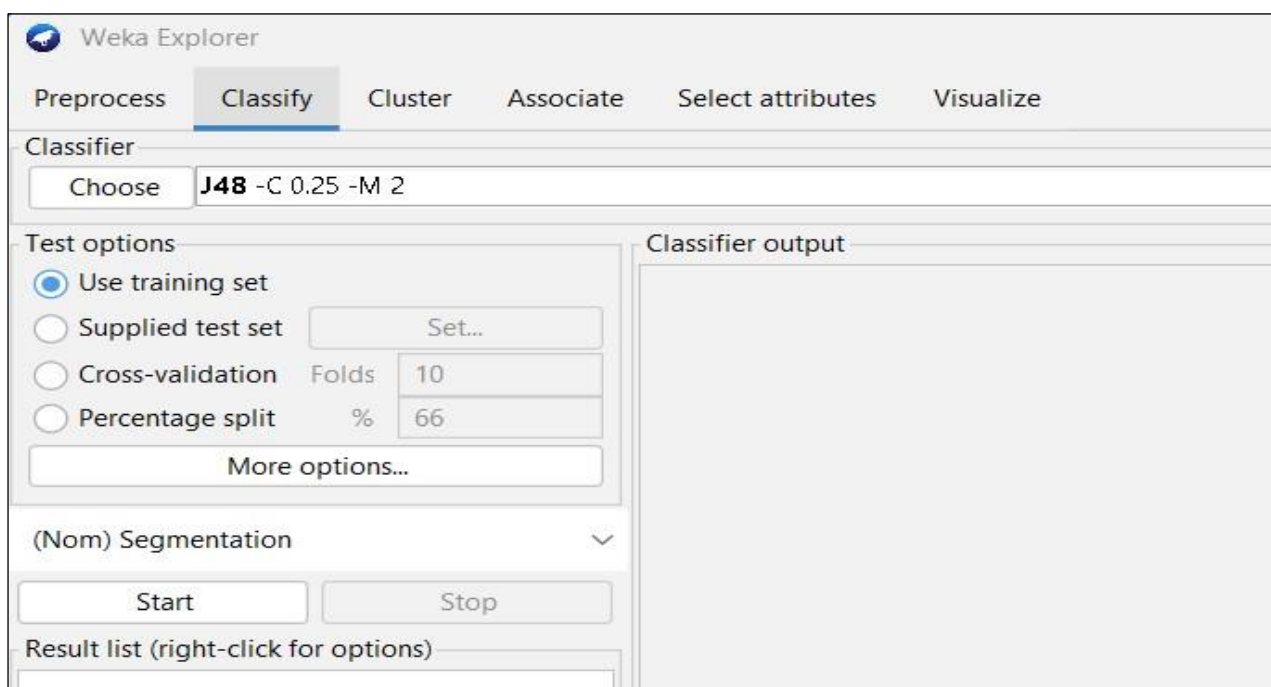 Weka Explorer
Preprocess Classify Cluster Associate Select attributes Visualize
Classifier
Choose J48 -C 0.25 -M 2
Test options
Use training set
Supplied test set Set...
Cross-validation Folds 10
Percentage split % 66
More options...
(Nom) Segmentation
Start Stop
Result list (right-click for options)
Classifier output